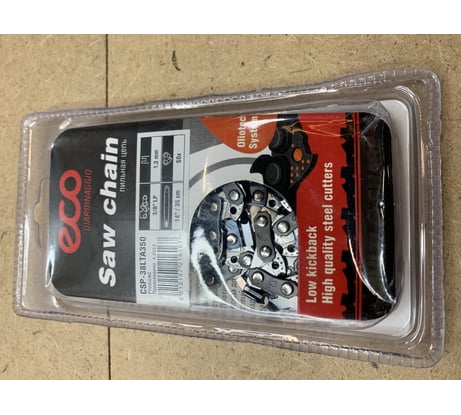 eco
GIARDINAGGIO
Saw chain
пильная цепь
3/8" LP
1.3 mm
14" / 35 cm
50x
CSP-38LTA350
Oliotec
System
Low kickback
High quality steel cutters